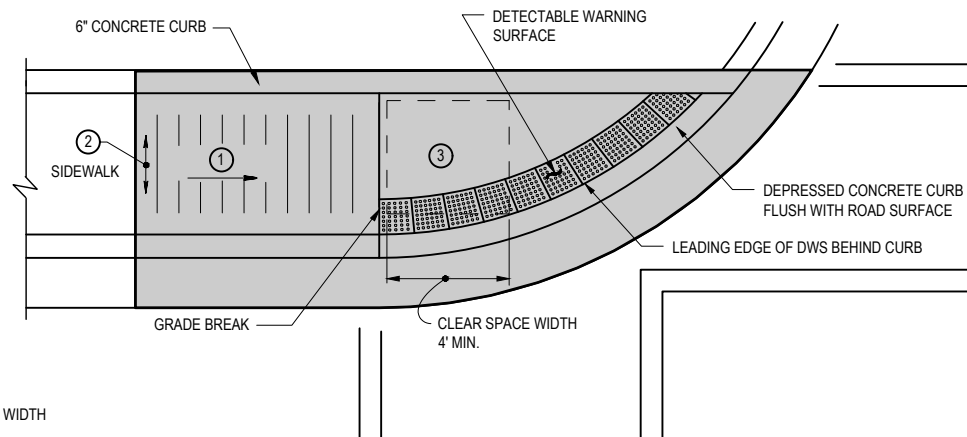 6" CONCRETE CURB
DETECTABLE WARNING
SURFACE
2
SIDEWALK
1
3
DEPRESSED CONCRETE CURB
FLUSH WITH ROAD SURFACE
LEADING EDGE OF DWS BEHIND CURB
GRADE BREAK
CLEAR SPACE WIDTH
4' MIN.
WIDTH